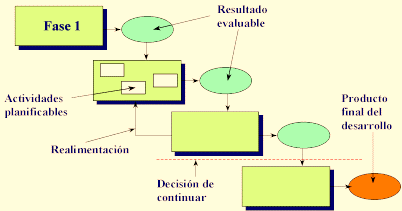 Fase 1
Resultado
evaluable
Actividades
planificables
Realimentación
Decisión de
continuar
Producto
final del
desarrollo